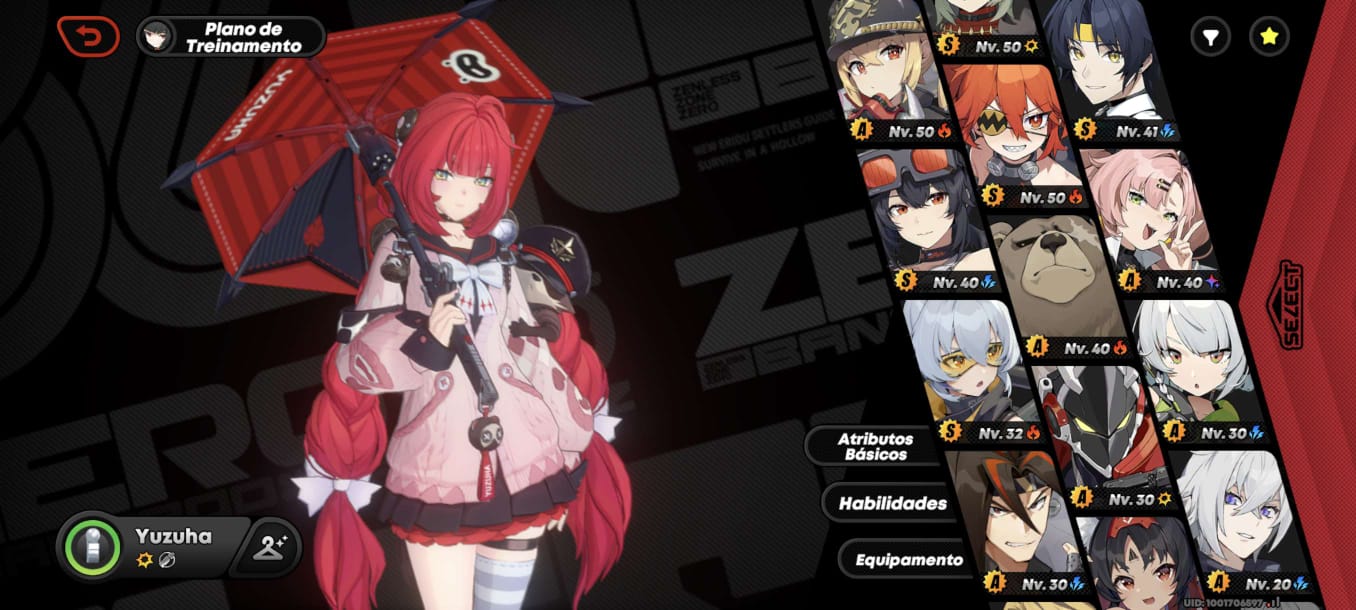 Plano de
Treinamento
YUZUHA
ZENLESS
ZONE
ZERO
NEW ERIDU SETTLERS GUIDE
SURVIVE IN A HOLLOW
S Nv. 50
A Nv. 50
S Nv. 41
S Nv. 50
S Nv. 40
A Nv. 40
A Nv. 40
S Nv. 32
A Nv. 30
A Nv. 30
A Nv. 30
A Nv. 20
SELECT
Atributos
Básicos
Habilidades
Equipamento
YUZUHA
Yuzuha
UID: 1001706597